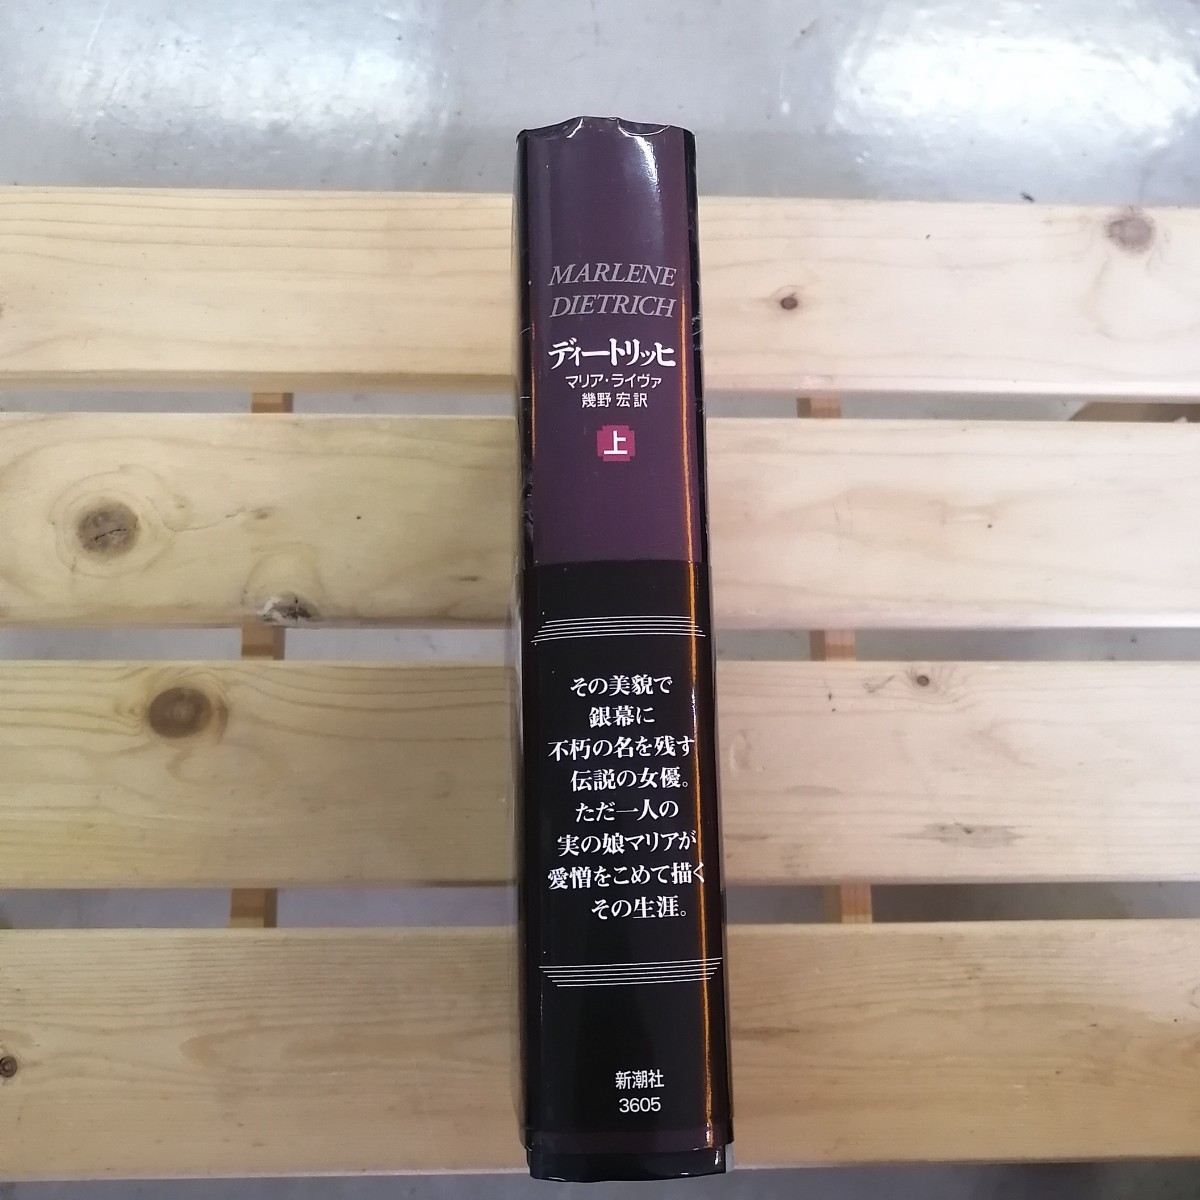 MARLENE
DIETRICH
ディートリッヒ
マリア・ライヴァ
幾野 宏 訳
上
その美貌で
銀幕に
不朽の名を残す
伝説の女優。
ただ一人の
実の娘マリアが
愛憎をこめて描く
その生涯。
新潮社
3605